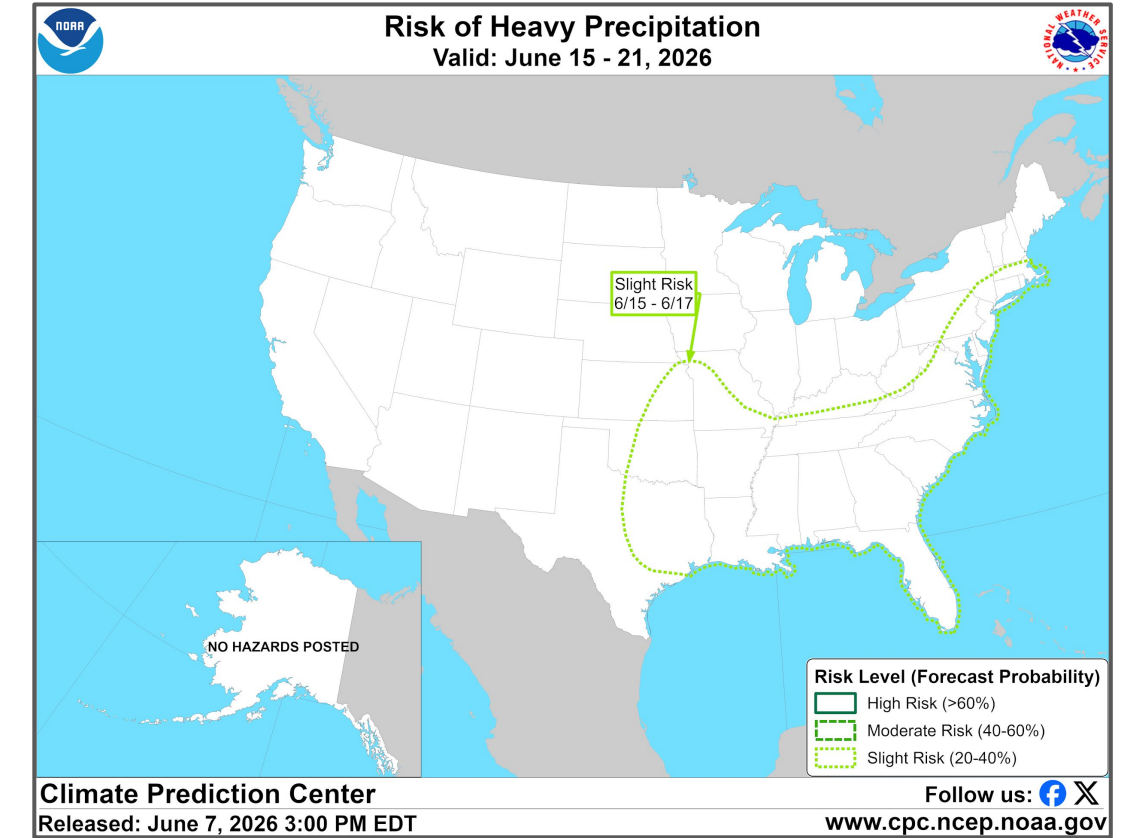 NOAA
Risk of Heavy Precipitation
Valid: June 15 - 21, 2026
NATIONAL WEATHER SERVICE
Slight Risk
6/15 - 6/17
NO HAZARDS POSTED
Risk Level (Forecast Probability)
High Risk (>60%)
Moderate Risk (40-60%)
Slight Risk (20-40%)
Climate Prediction Center
Follow us:
Released: June 7, 2026 3:00 PM EDT
www.cpc.ncep.noaa.gov